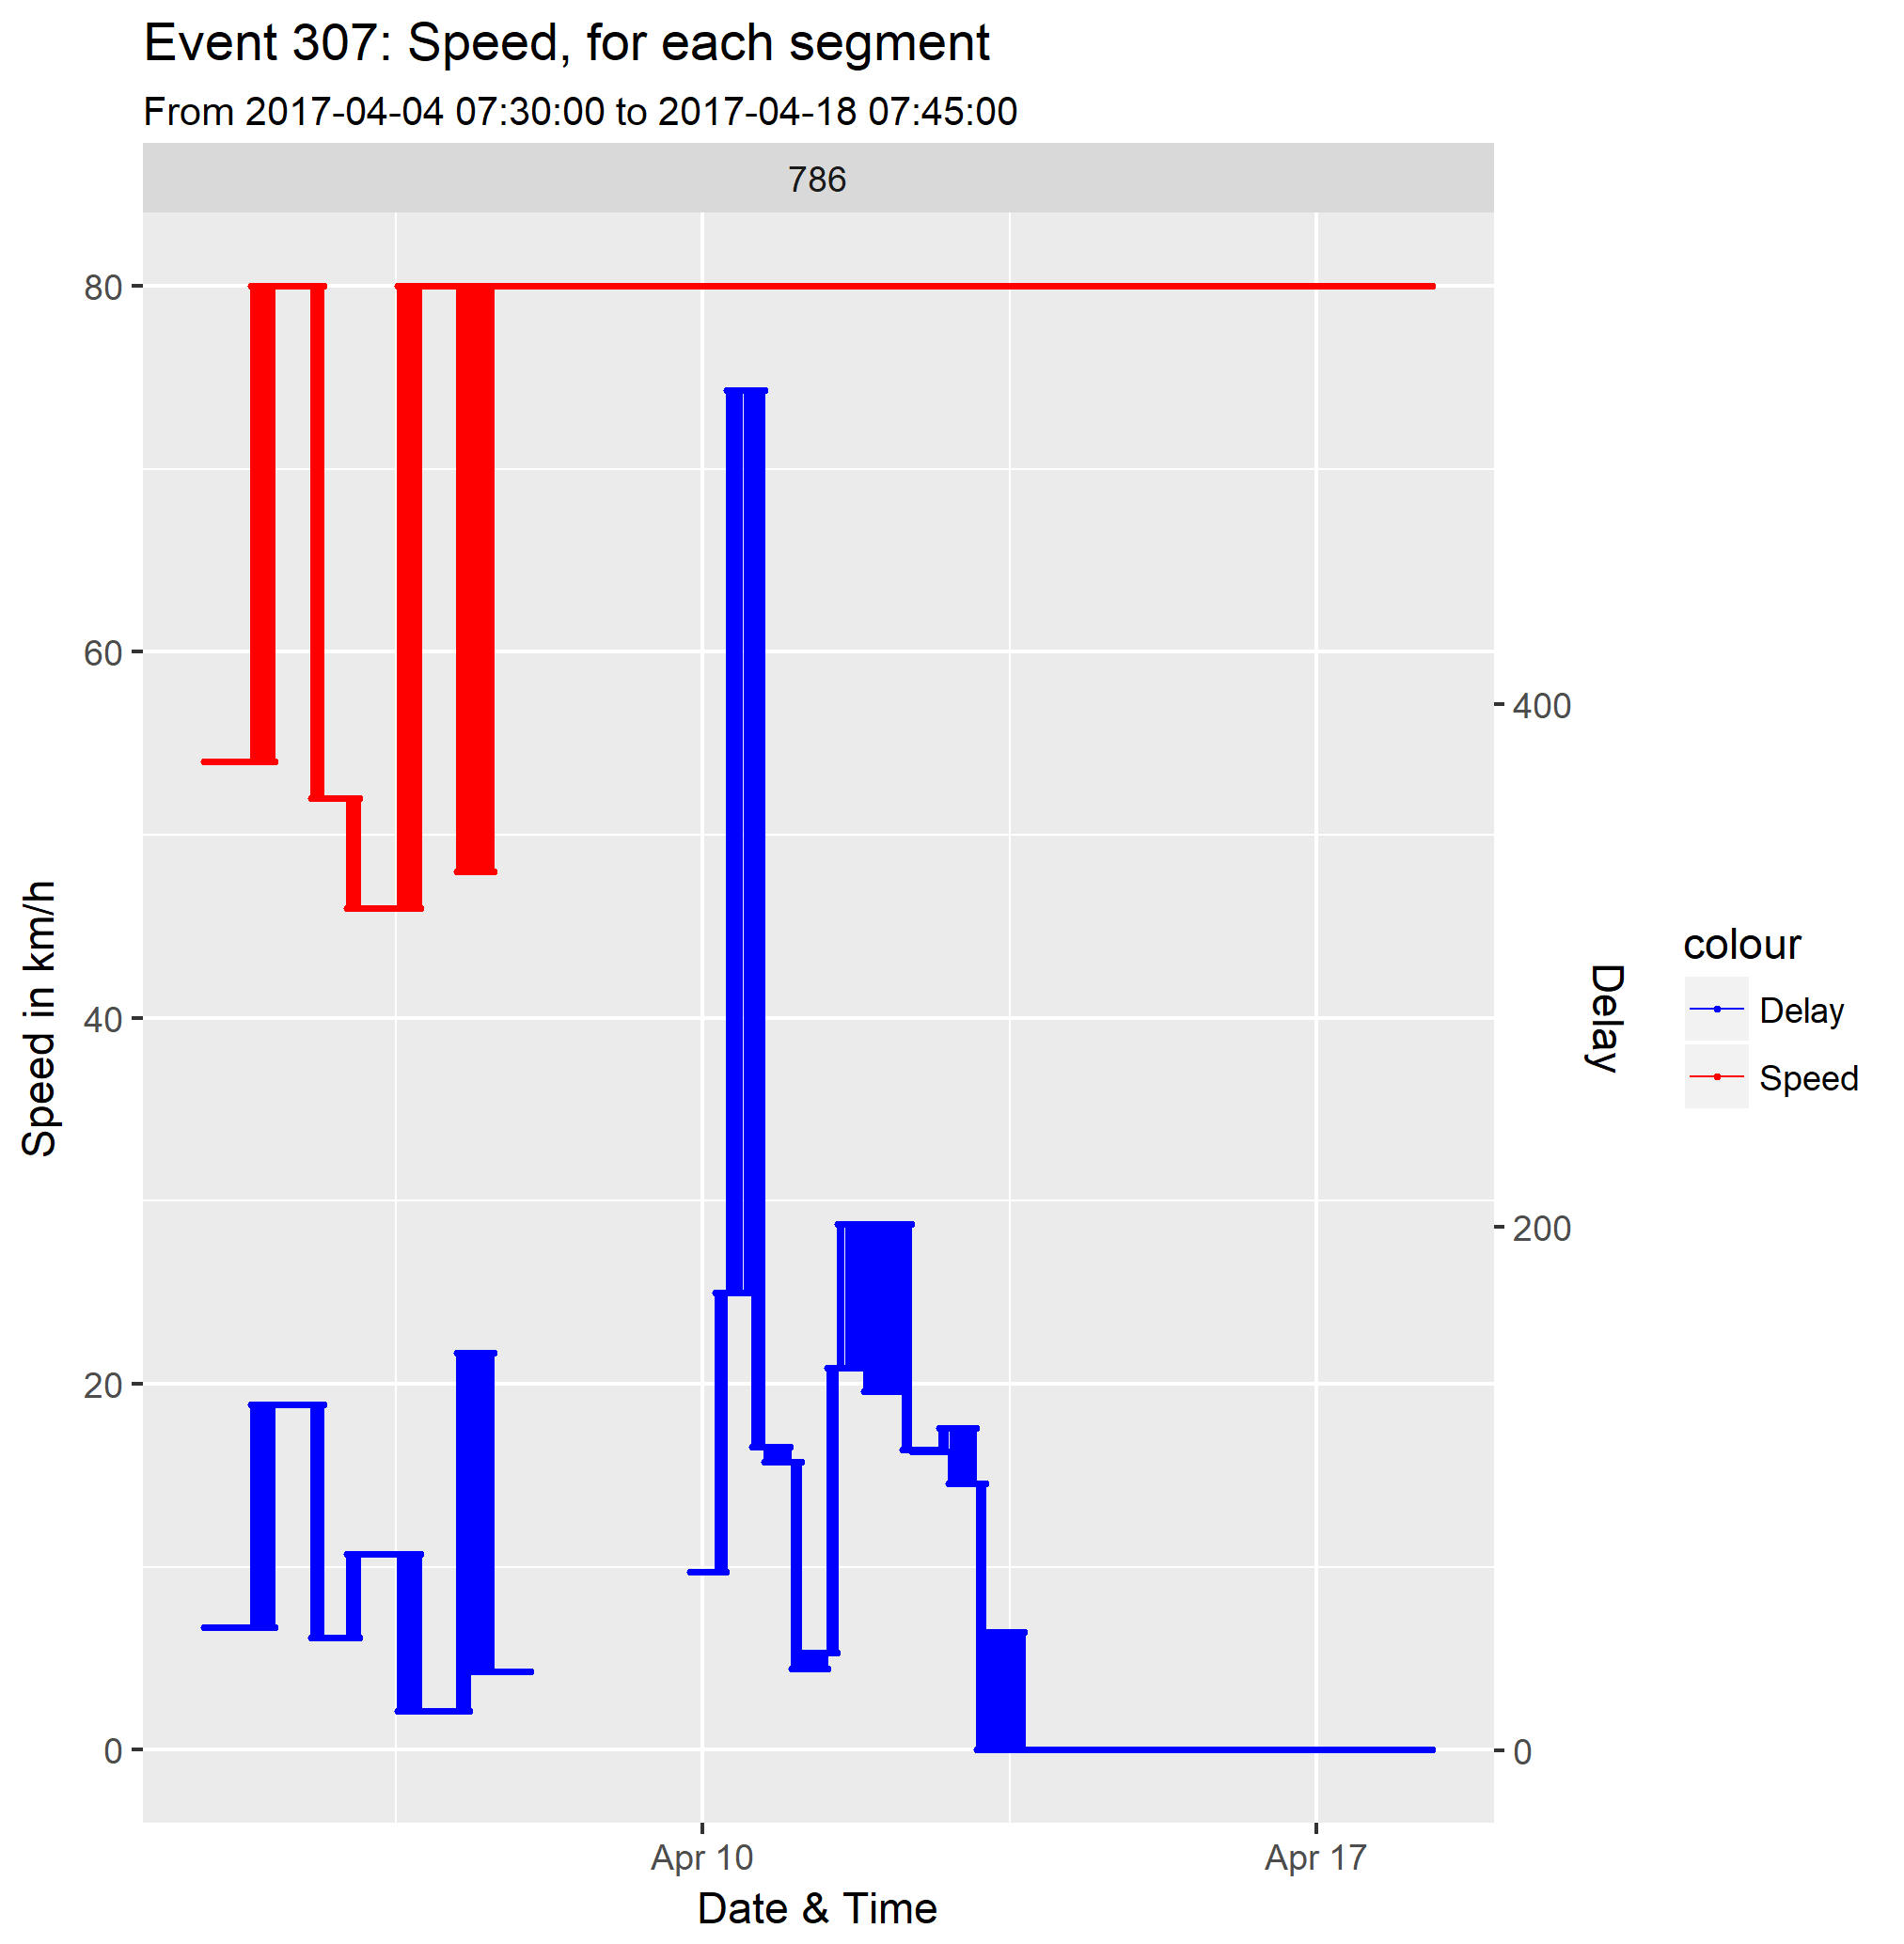 Event 307: Speed, for each segment
From 2017-04-04 07:30:00 to 2017-04-18 07:45:00
786
80
60
40
20
0
Speed in km/h
400
200
0
Delay
Apr 10
Apr 17
Date & Time
colour
Delay
Speed